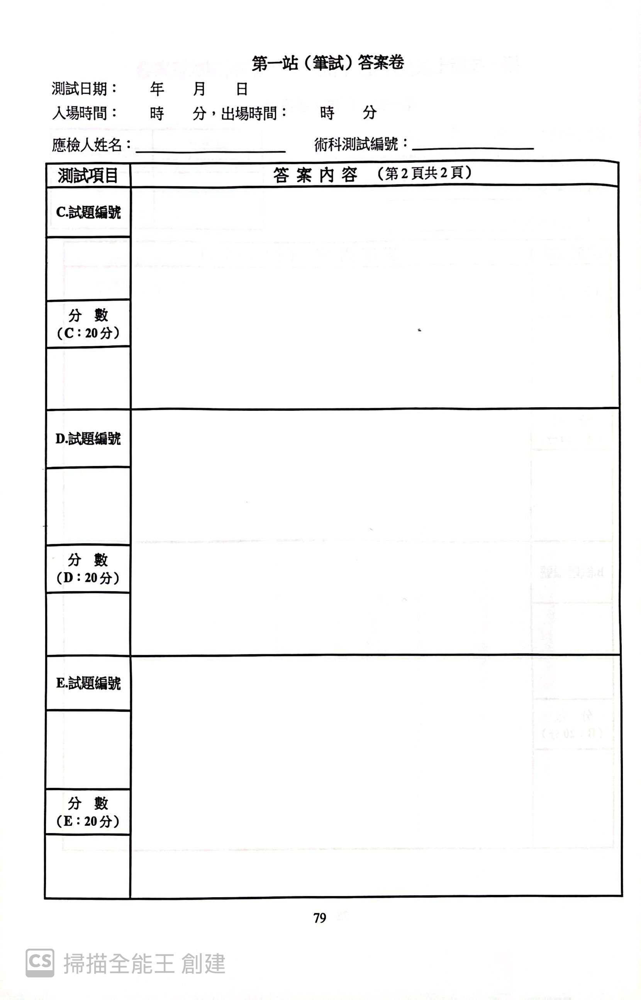 第一站（筆試）答案卷
測試日期：　　年　　月　　日
入場時間：　　時　　分，出場時間：　　時　　分
應檢人姓名：＿＿＿＿＿＿＿＿　　術科測試編號：＿＿＿＿＿＿＿＿
測試項目　答 案 內 容　（第2頁共2頁）
C.試題編號
分　數
（C：20分）
D.試題編號
分　數
（D：20分）
E.試題編號
分　數
（E：20分）
79
CS 掃描全能王 創建